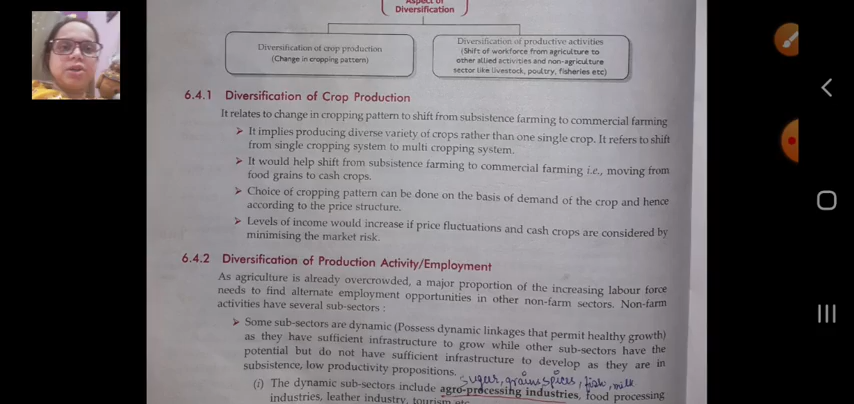 Aspect of
Diversification
Diversification of crop production
(Change in cropping pattern)
Diversification of productive activities
(Shift of workforce from agriculture to
other allied activities and non-agriculture
sector like livestock, poultry, fisheries etc)
6.4.1 Diversification of Crop Production
It relates to change in cropping pattern to shift from subsistence farming to commercial farming.
➢ It implies producing diverse variety of crops rather than one single crop. It refers to shift
from single cropping system to multi cropping system.
➢ It would help shift from subsistence farming to commercial farming i.e., moving from
food grains to cash crops.
➢ Choice of cropping pattern can be done on the basis of demand of the crop and hence
according to the price structure.
➢ Levels of income would increase if price fluctuations and cash crops are considered by
minimising the market risk.
6.4.2 Diversification of Production Activity/Employment
As agriculture is already overcrowded, a major proportion of the increasing labour force
needs to find alternate employment opportunities in other non-farm sectors. Non-farm
activities have several sub-sectors :
➢ Some sub-sectors are dynamic (Possess dynamic linkages that permit healthy growth)
as they have sufficient infrastructure to grow while other sub-sectors have the
potential but do not have sufficient infrastructure to develop as they are in
subsistence, low productivity propositions.
sugar, grains, spices, fish, milk
(i) The dynamic sub-sectors include agro-processing industries, food processing
industries, leather industry, tourism etc.